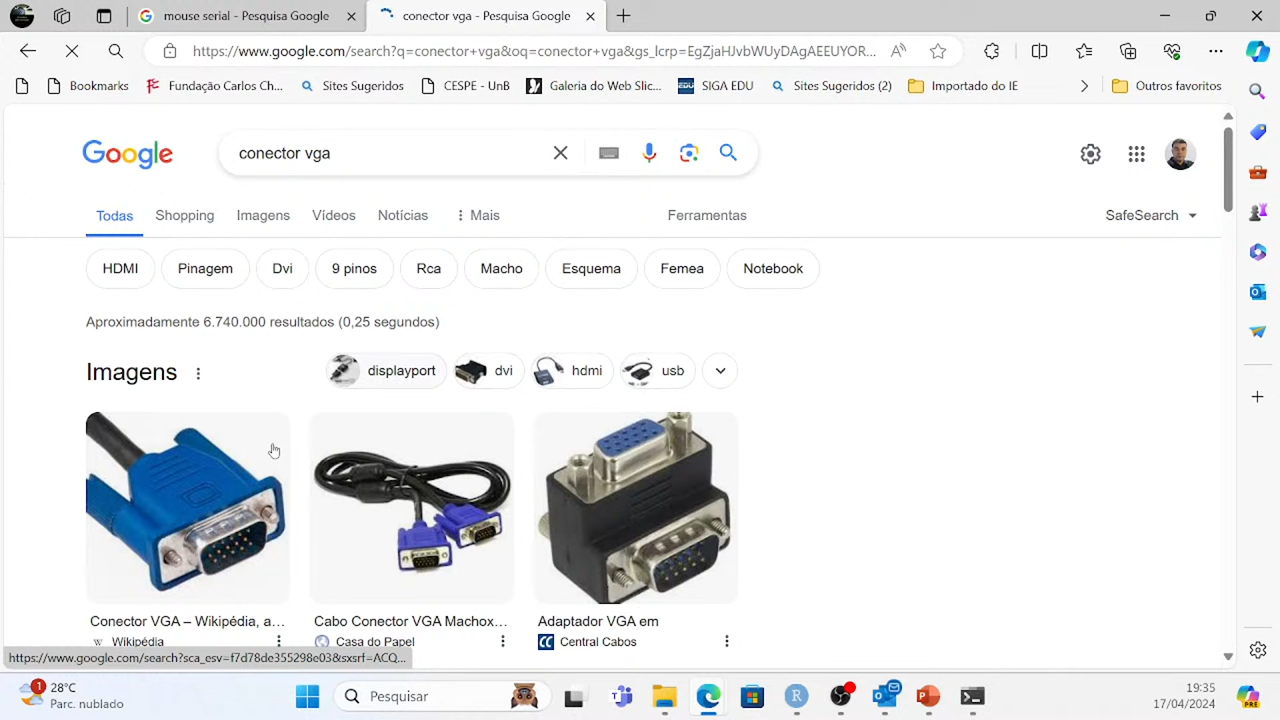 mouse serial - Pesquisa Google
conector vga - Pesquisa Google
https://www.google.com/search?q=conector+vga&oq=conector+vga&gs_lcrp=EgZjaHJvbWUyDAgAEEUYOR...
Bookmarks
Fundação Carlos Ch...
Sites Sugeridos
CESPE - UnB
Galeria do Web Slic...
EDU
SIGA EDU
Sites Sugeridos (2)
Importado do IE
Outros favoritos
Google
conector vga
Todas
Shopping
Imagens
Vídeos
Notícias
Mais
Ferramentas
SafeSearch
HDMI
Pinagem
Dvi
9 pinos
Rca
Macho
Esquema
Femea
Notebook
Aproximadamente 6.740.000 resultados (0,25 segundos)
Imagens
displayport
dvi
hdmi
usb
Conector VGA – Wikipédia, a...
Cabo Conector VGA Machox...
Adaptador VGA em
W Wikipédia
Casa do Papel
CC Central Cabos
https://www.google.com/search?sca_esv=f7d78de355298e03&sxsrf=ACQ...
1
28°C
Parc. nublado
Pesquisar
R
PRE
19:35
17/04/2024